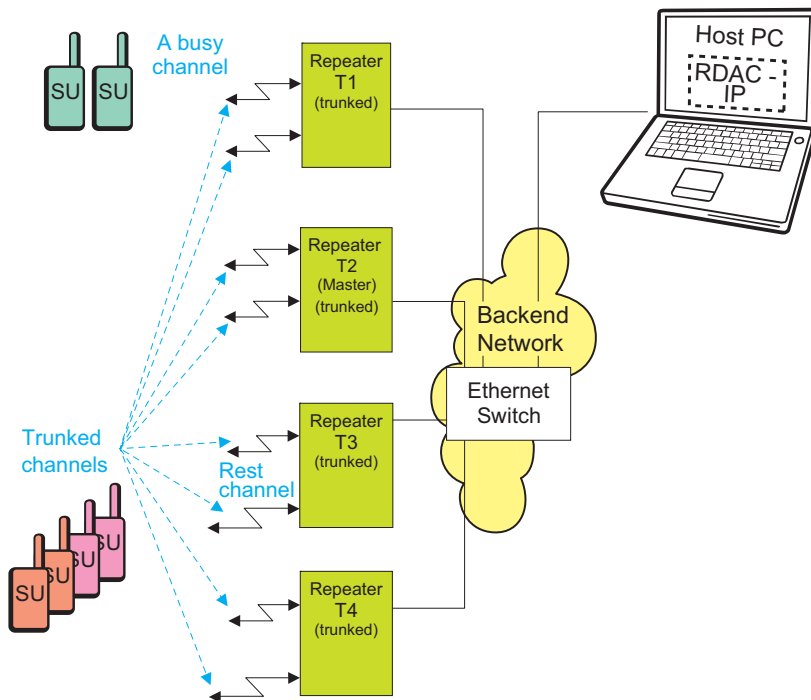 A busy
channel
SU
SU
Repeater
T1
(trunked)
Host PC
RDAC -
IP
Repeater
T2
(Master)
(trunked)
Backend
Network
Ethernet
Switch
Repeater
T3
(trunked)
Trunked
channels
Rest
channel
SU
SU
SU
SU
Repeater
T4
(trunked)